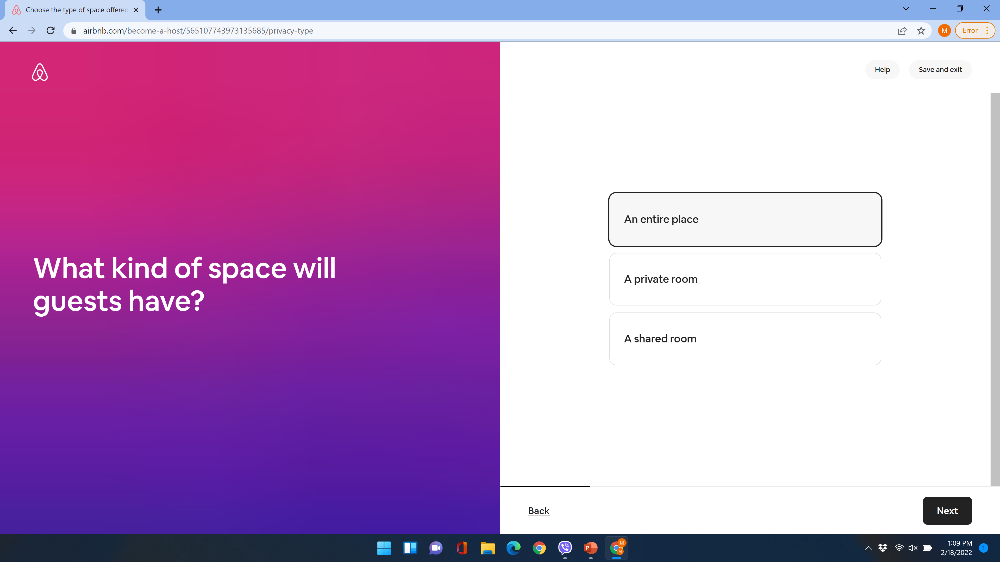 Choose the type of space offered
airbnb.com/become-a-host/565107743973135685/privacy-type
M
Error
Help
Save and exit
What kind of space will
guests have?
An entire place
A private room
A shared room
Back
Next
P
M
M
1:09 PM
2/18/2022
1